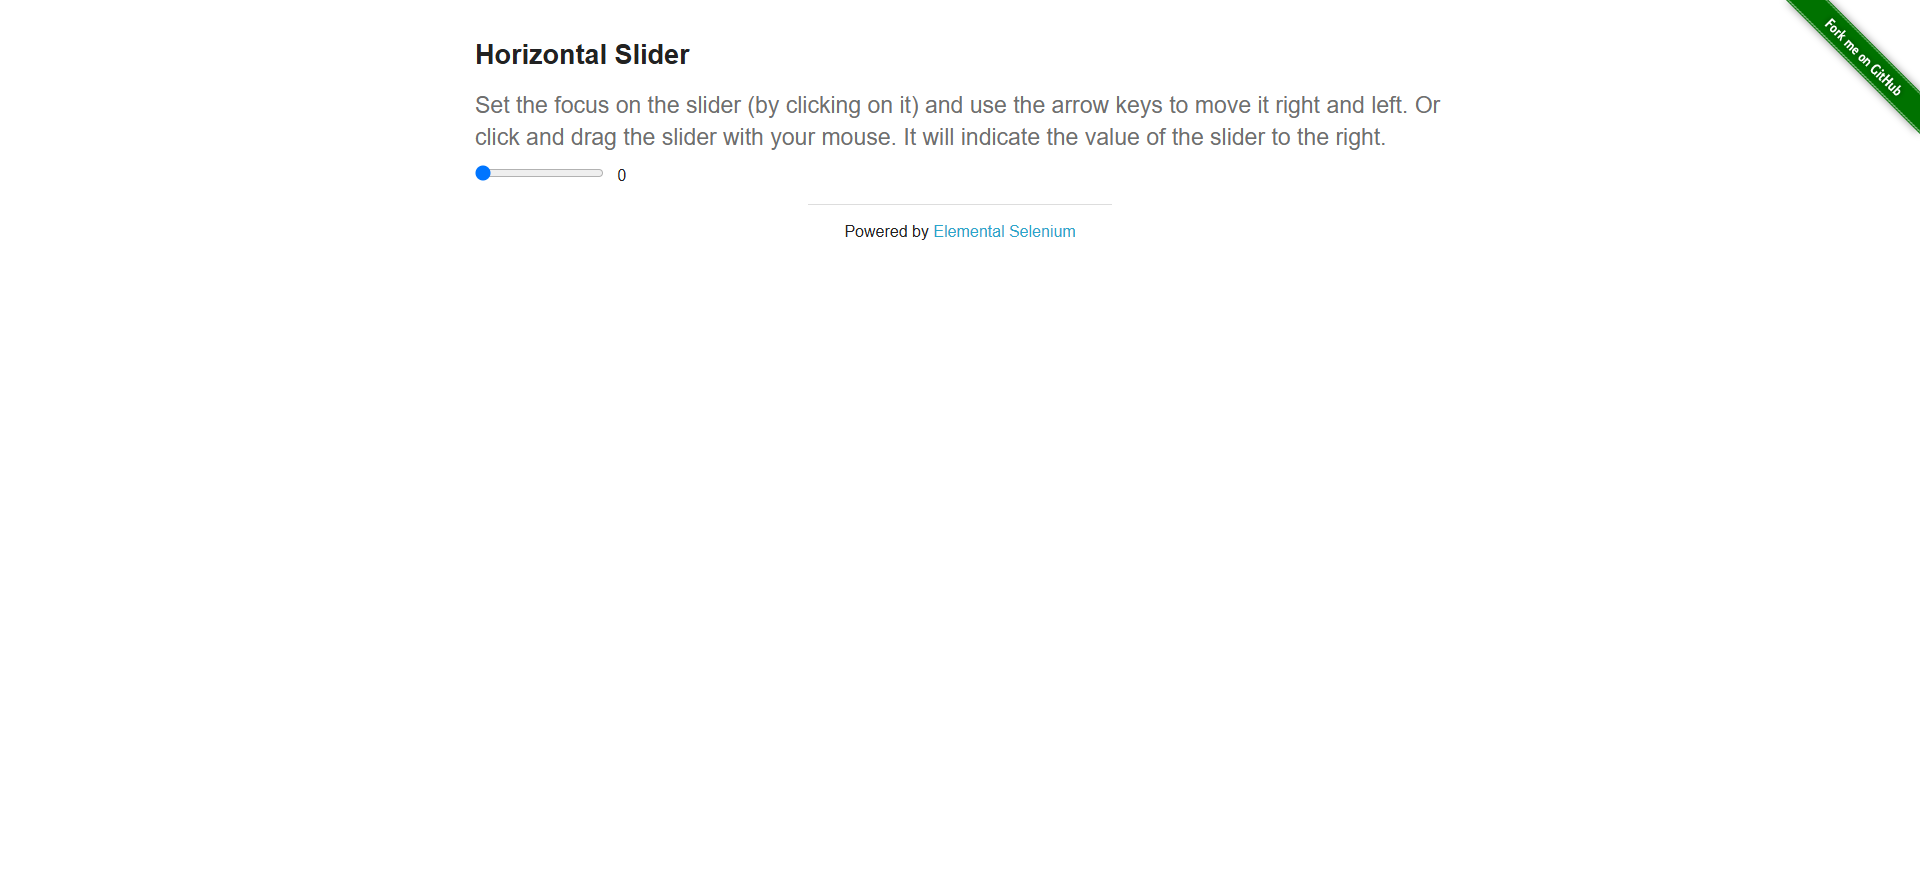 Fork me on GitHub
Horizontal Slider
Set the focus on the slider (by clicking on it) and use the arrow keys to move it right and left. Or
click and drag the slider with your mouse. It will indicate the value of the slider to the right.
0
Powered by Elemental Selenium